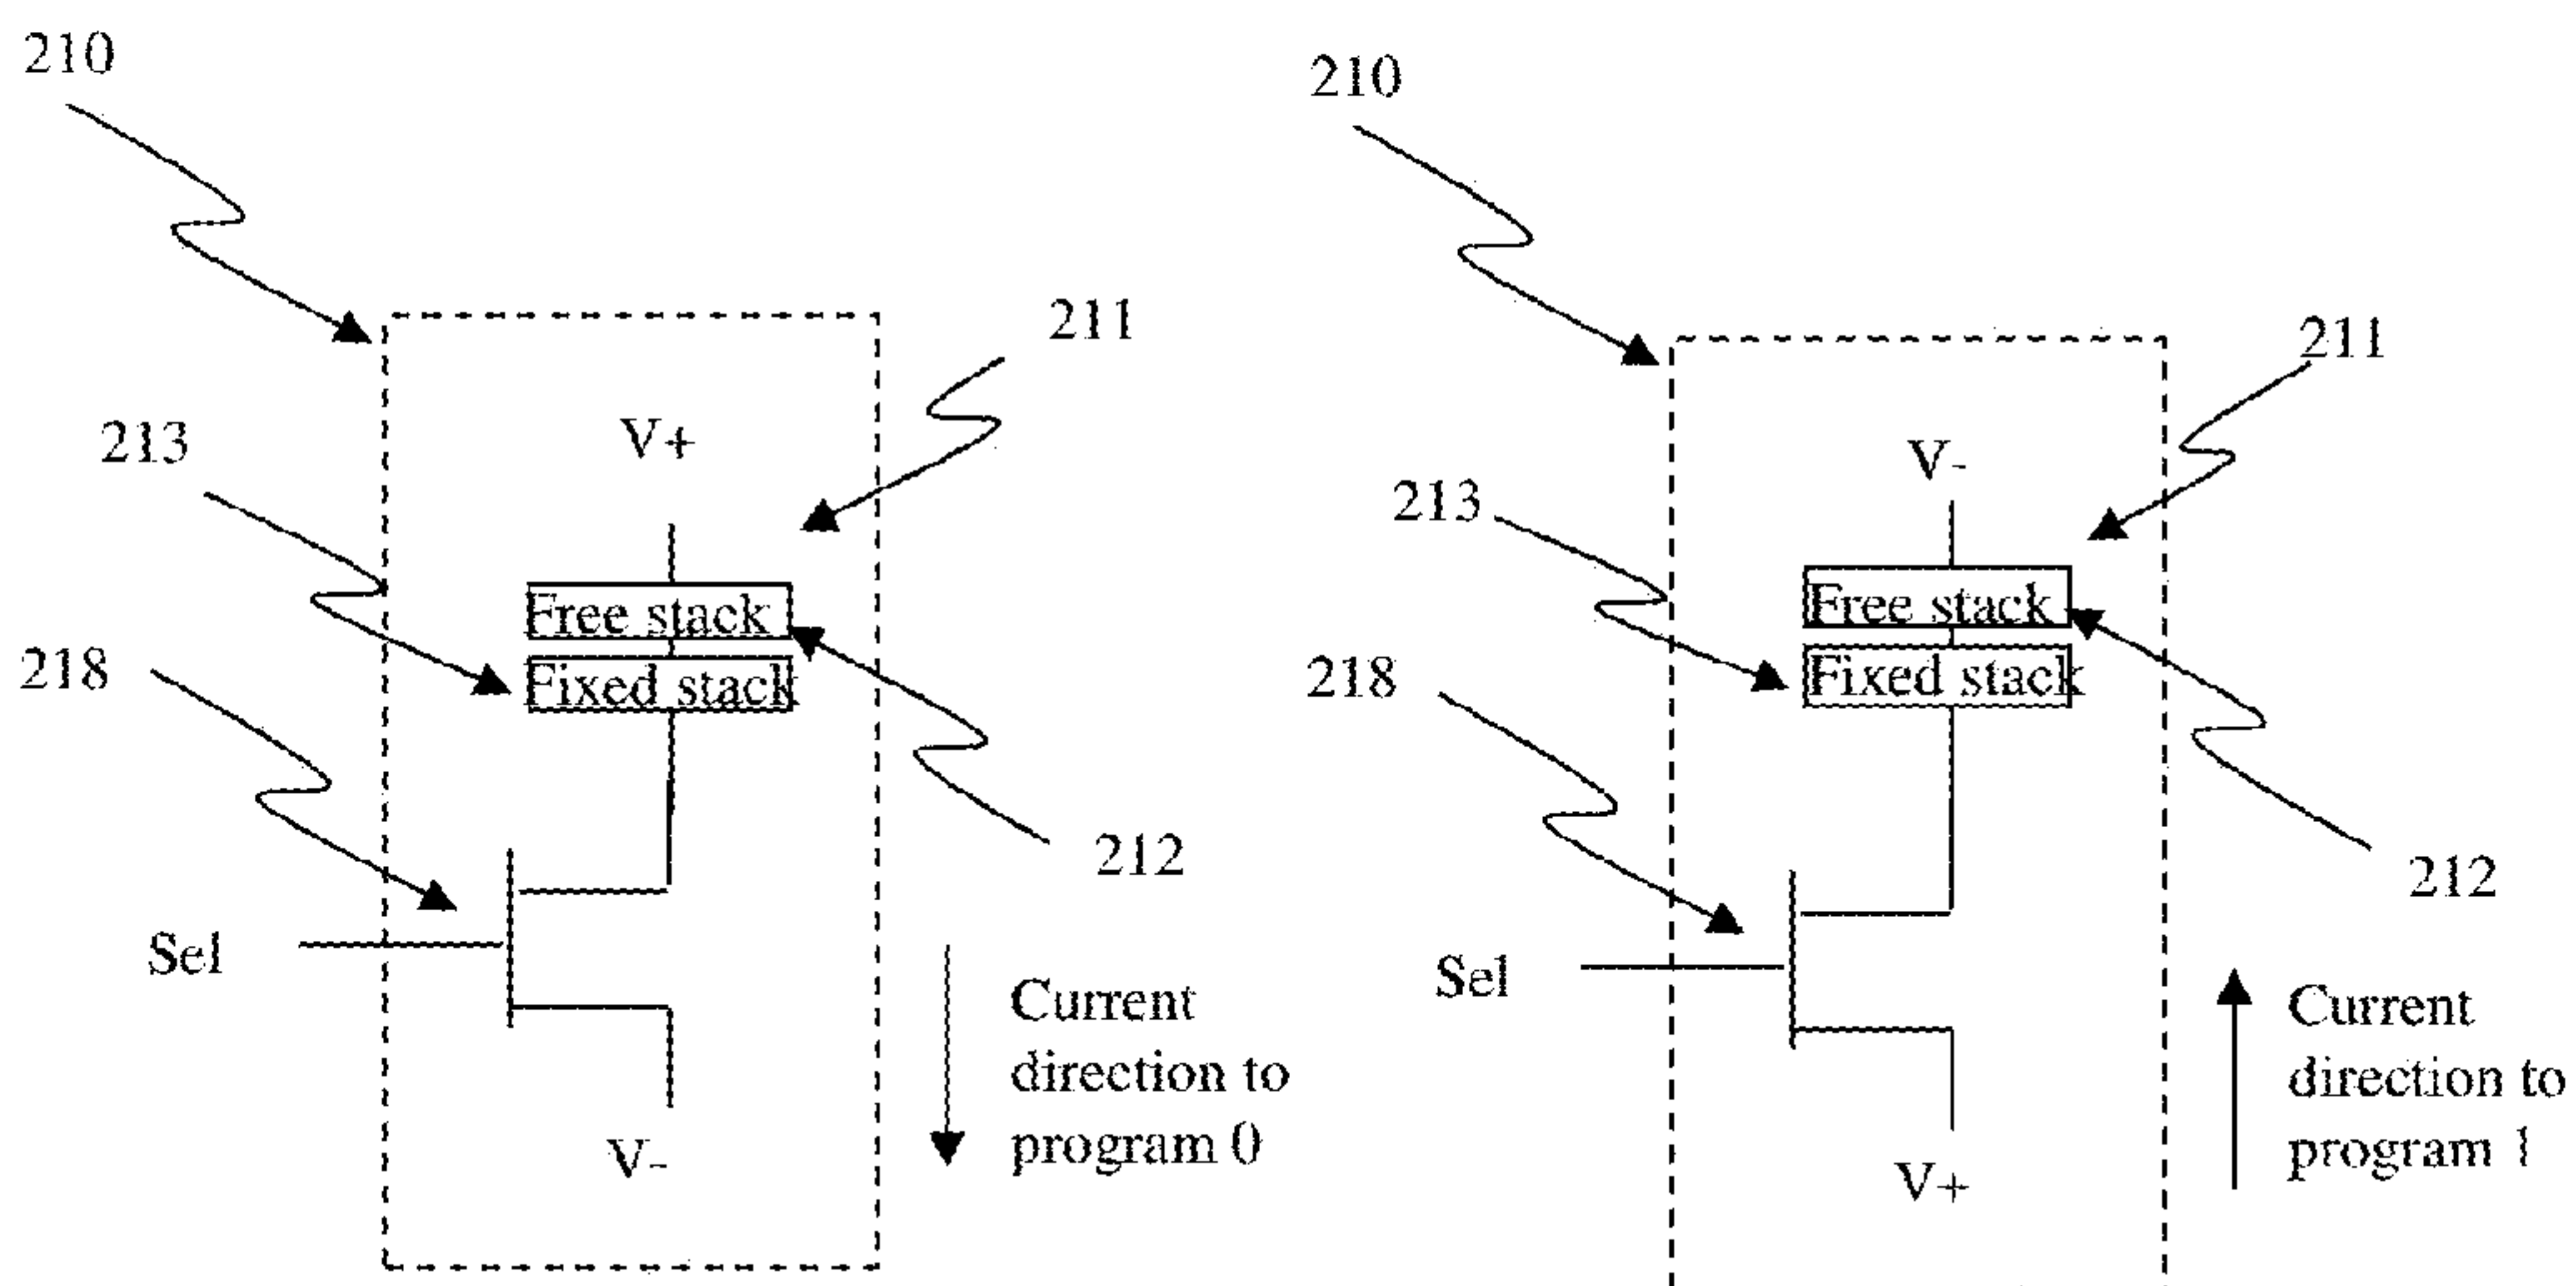 210
211
213
V+
Free stack
Fixed stack
218
212
Sel
Current
direction to
program 0
V-
210
211
V-
213
Free stack
Fixed stack
218
212
Sel
Current
direction to
program 1
V+